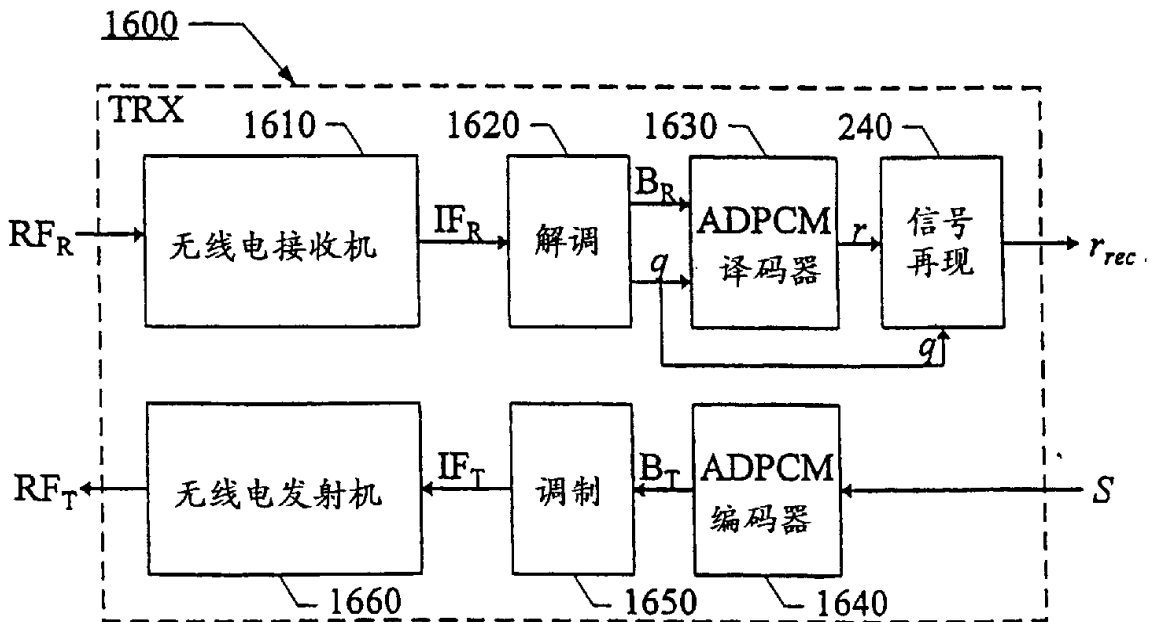 1600
TRX
1610
1620
1630
240
RF_R
无线电接收机
IF_R
解调
B_R
q
ADPCM
译码器
r
信号
再现
r_rec
q
RF_T
无线电发射机
IF_T
调制
B_T
ADPCM
编码器
S
1660
1650
1640